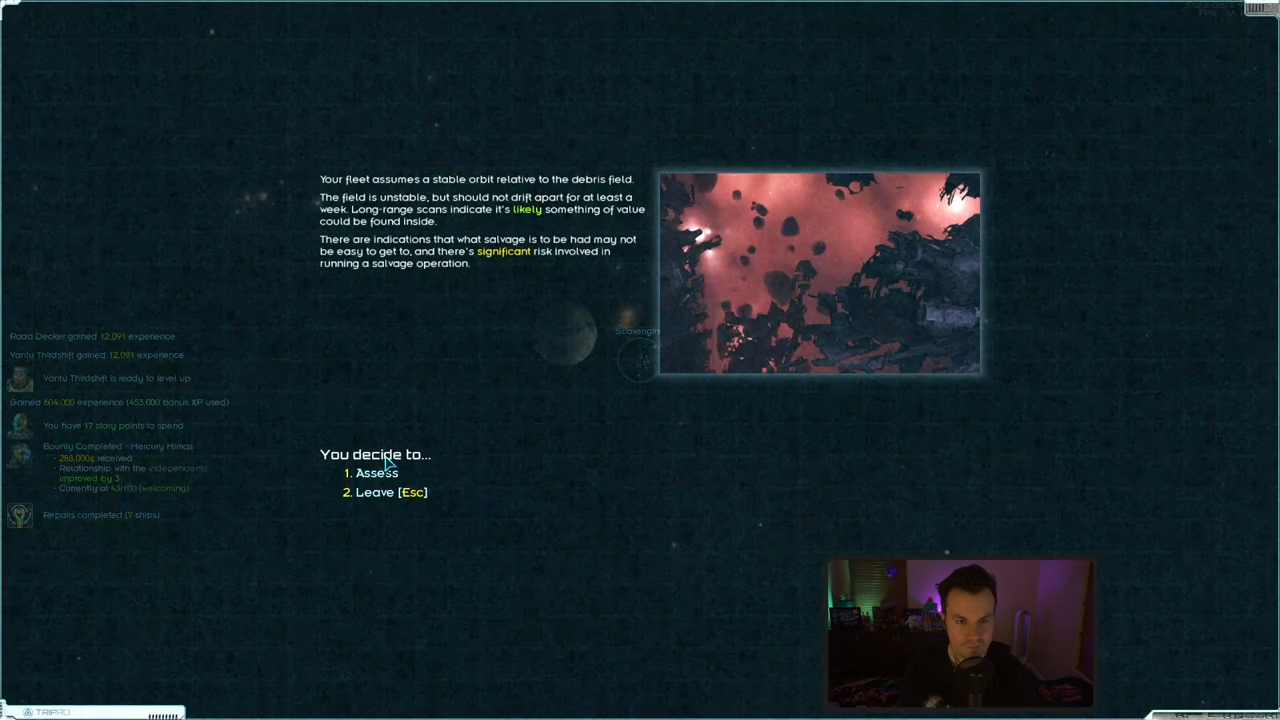 Your fleet assumes a stable orbit relative to the debris field.
The field is unstable, but should not drift apart for at least a
week. Long-range scans indicate it's likely something of value
could be found inside.
There are indications that what salvage is to be had may not
be easy to get to, and there's significant risk involved in
running a salvage operation.
Scavengin
Rada Decker gained 12,091 experience
Vantu Thirdshift gained 12,091 experience
Vantu Thirdshift is ready to level up
Gained 604,000 experience (453,000 bonus XP used)
You have 17 story points to spend
Bounty Completed - Mercury Mimas
- 288,000¢ received
- Relationship with the independents
improved by 3
- Currently at 43/100 (welcoming)
Repairs completed (7 ships)
You decide to...
1. Assess
2. Leave [Esc]
TRIPAD